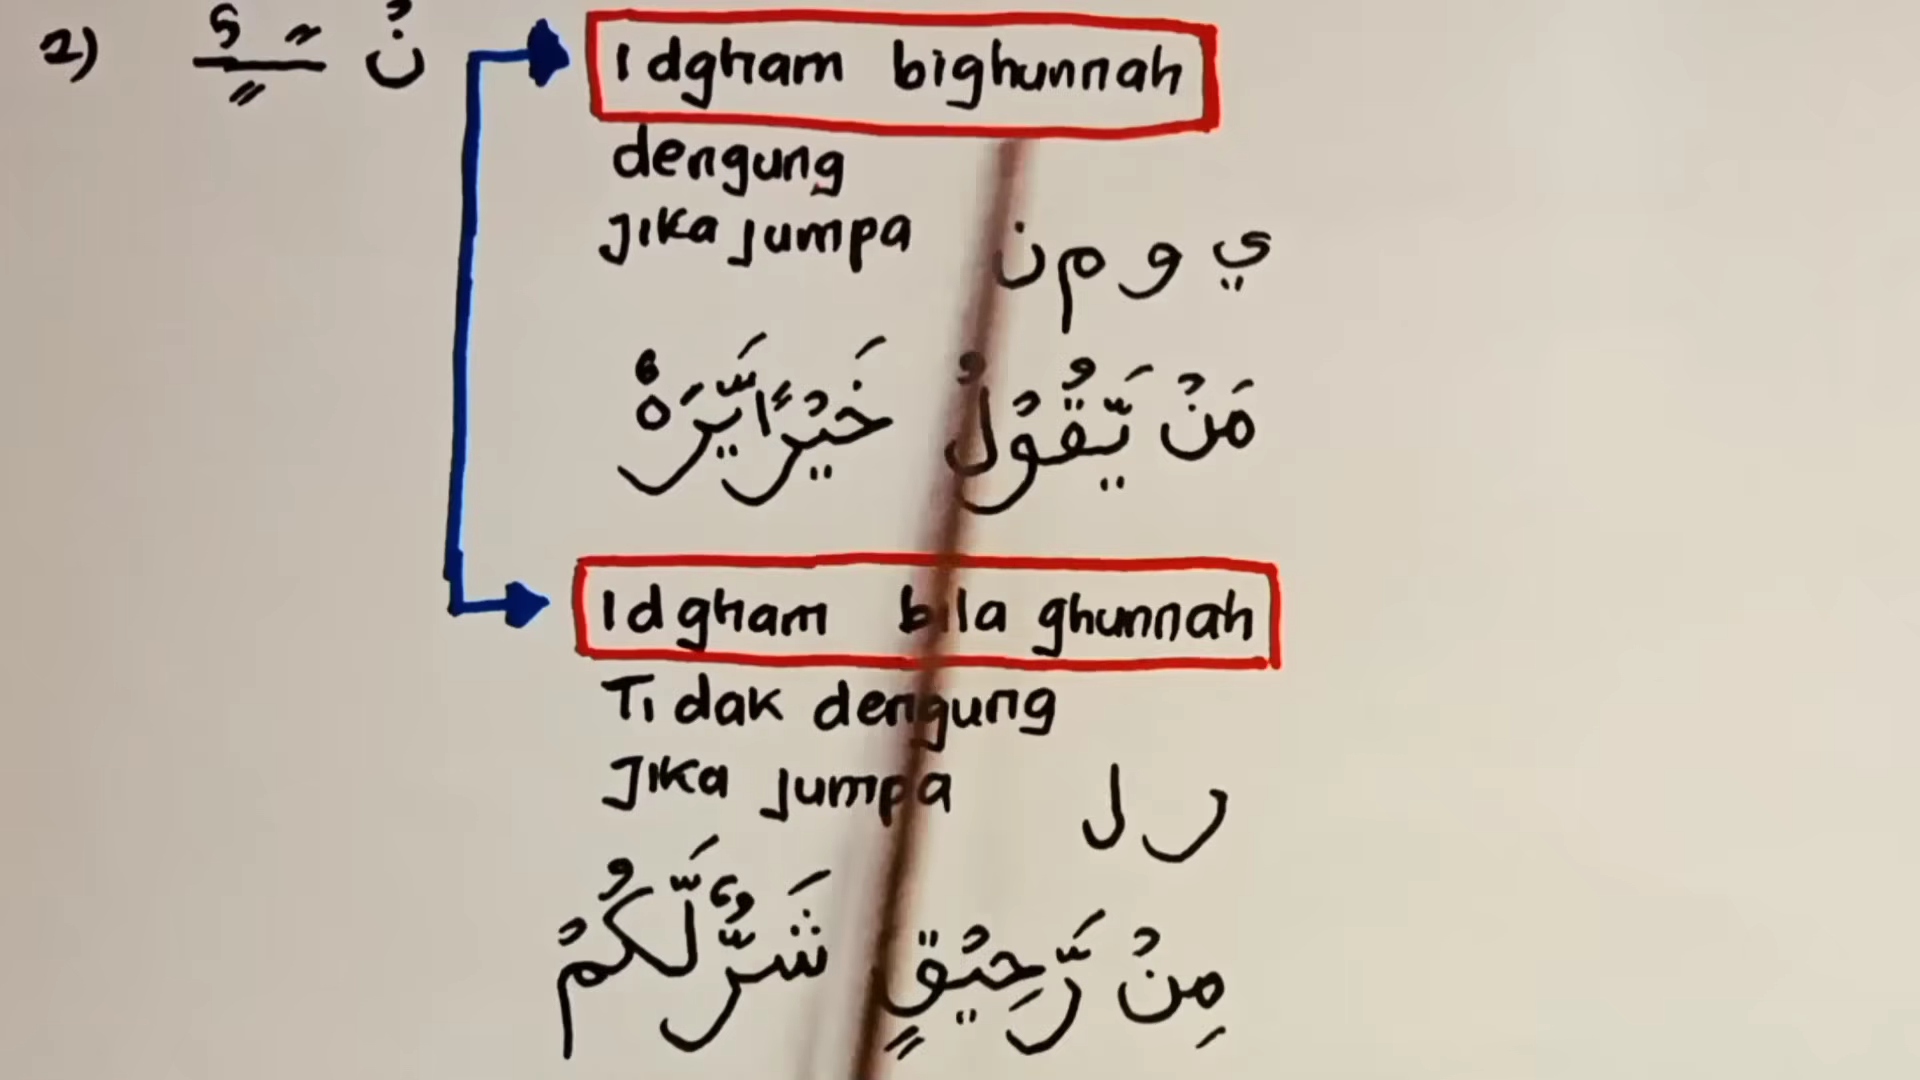 2) ـٌـًـٍ نْ
Idgham bighunnah
dengung
jika jumpa ي و م ن
مَنْ يَّقُوْلُ خَيْرًا يَّرَهٗ
Idgham bila ghunnah
Tidak dengung
Jika jumpa ر ل
مِنْ رَّحِيْقٍ شَرٌّ لَّكُمْ